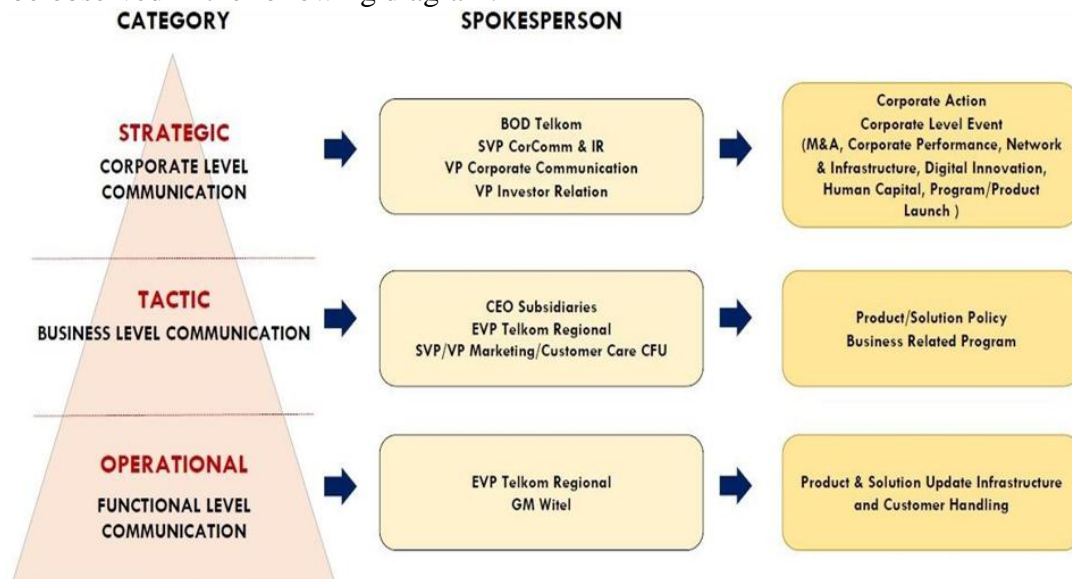 CATEGORY
SPOKESPERSON
STRATEGIC
CORPORATE LEVEL
COMMUNICATION
BOD Telkom
SVP CorComm & IR
VP Corporate Communication
VP Investor Relation
Corporate Action
Corporate Level Event
(M&A, Corporate Performance, Network
& Infrastructure, Digital Innovation,
Human Capital, Program/Product
Launch )
TACTIC
BUSINESS LEVEL COMMUNICATION
CEO Subsidiaries
EVP Telkom Regional
SVP/VP Marketing/Customer Care CFU
Product/Solution Policy
Business Related Program
OPERATIONAL
FUNCTIONAL LEVEL
COMMUNICATION
EVP Telkom Regional
GM Witel
Product & Solution Update Infrastructure
and Customer Handling